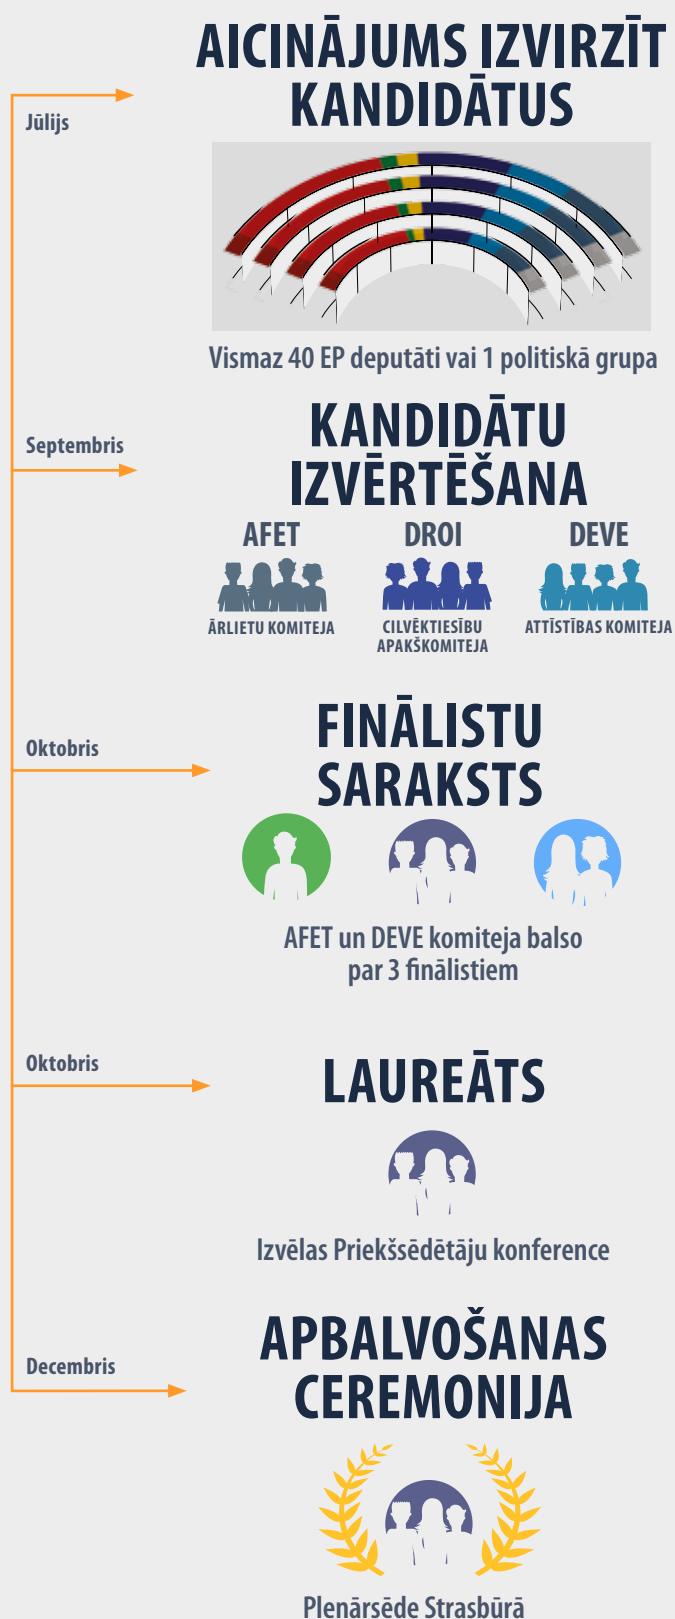 AICINĀJUMS IZVIRZĪT
KANDIDĀTUS
Jūlijs
Vismaz 40 EP deputāti vai 1 politiskā grupa
Septembris
KANDIDĀTU
IZVĒRTĒŠANA
AFET
ĀRLIETU KOMITEJA
DROI
CILVĒKTIESĪBU
APAKŠKOMITEJA
DEVE
ATTĪSTĪBAS KOMITEJA
Oktobris
FINĀLISTU
SARAKSTS
AFET un DEVE komiteja balso
par 3 finālistiem
Oktobris
LAUREĀTS
Izvēlas Priekšsēdētāju konference
Decembris
APBALVOŠANAS
CEREMONIJA
Plenārsēde Strasbūrā